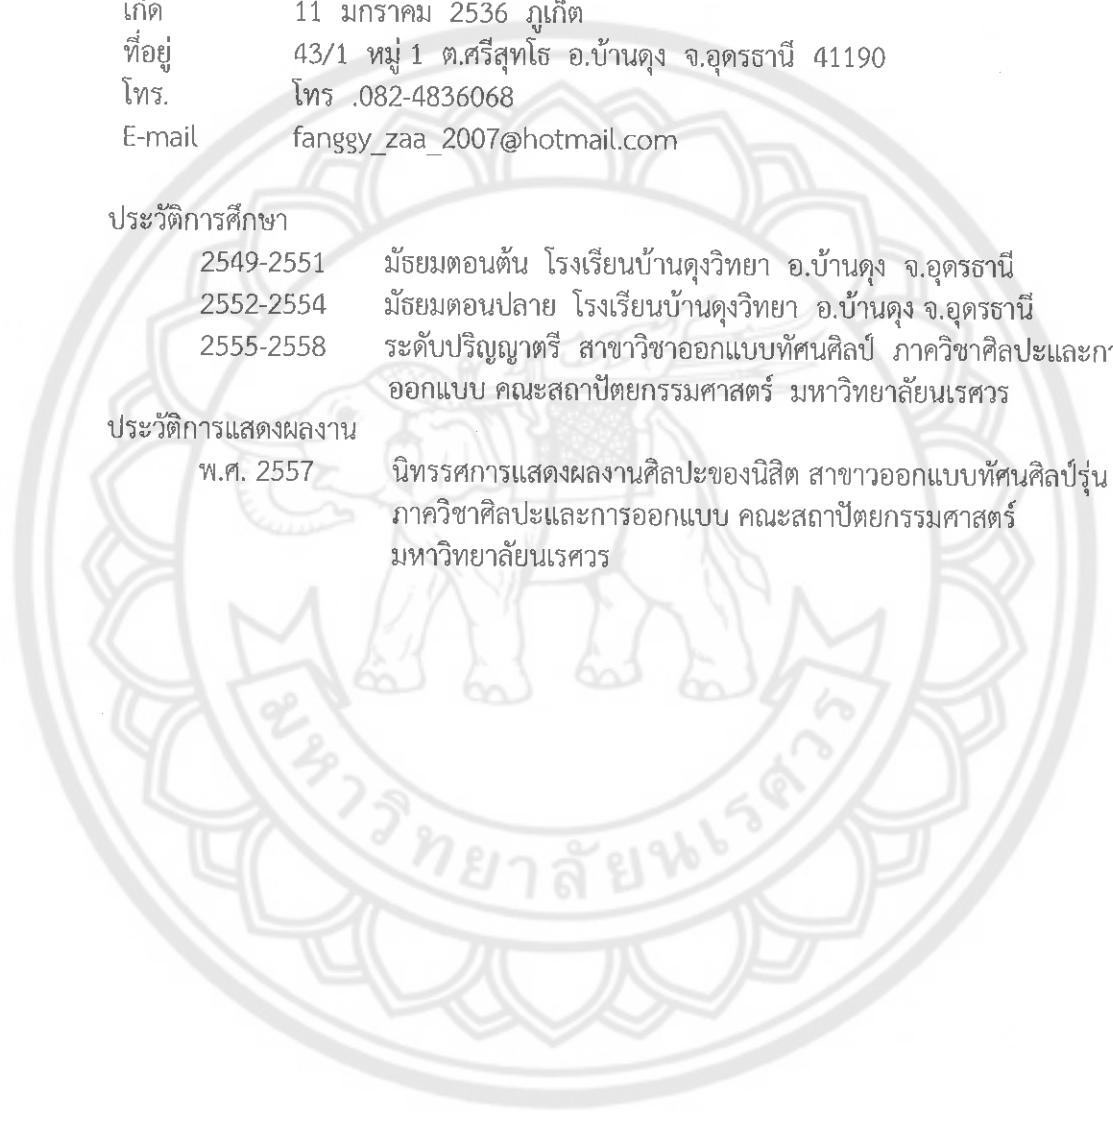 เกิด 11 มกราคม 2536 ภูเก็ต
ที่อยู่ 43/1 หมู่ 1 ต.ศรีสุทโธ อ.บ้านดุง จ.อุดรธานี 41190
โทร. โทร .082-4836068
E-mail fanggy_zaa_2007@hotmail.com
ประวัติการศึกษา
2549-2551 มัธยมตอนต้น โรงเรียนบ้านดุงวิทยา อ.บ้านดุง จ.อุดรธานี
2552-2554 มัธยมตอนปลาย โรงเรียนบ้านดุงวิทยา อ.บ้านดุง จ.อุดรธานี
2555-2558 ระดับปริญญาตรี สาขาวิชาออกแบบทัศนศิลป์ ภาควิชาศิลปะและกา
ออกแบบ คณะสถาปัตยกรรมศาสตร์ มหาวิทยาลัยนเรศวร
ประวัติการแสดงผลงาน
พ.ศ. 2557 นิทรรศการแสดงผลงานศิลปะของนิสิต สาขาวออกแบบทัศนศิลป์รุ่น
ภาควิชาศิลปะและการออกแบบ คณะสถาปัตยกรรมศาสตร์
มหาวิทยาลัยนเรศวร
มหาวิทยาลัยนเรศวร